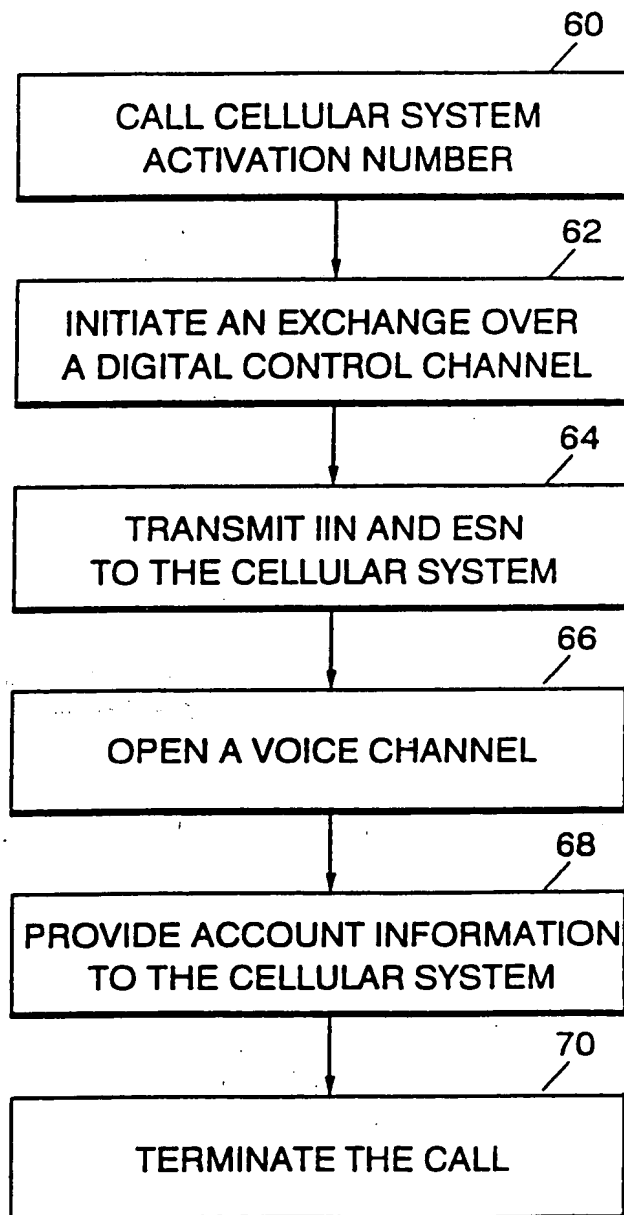 60
CALL CELLULAR SYSTEM
ACTIVATION NUMBER
62
INITIATE AN EXCHANGE OVER
A DIGITAL CONTROL CHANNEL
64
TRANSMIT IIN AND ESN
TO THE CELLULAR SYSTEM
66
OPEN A VOICE CHANNEL
68
PROVIDE ACCOUNT INFORMATION
TO THE CELLULAR SYSTEM
70
TERMINATE THE CALL